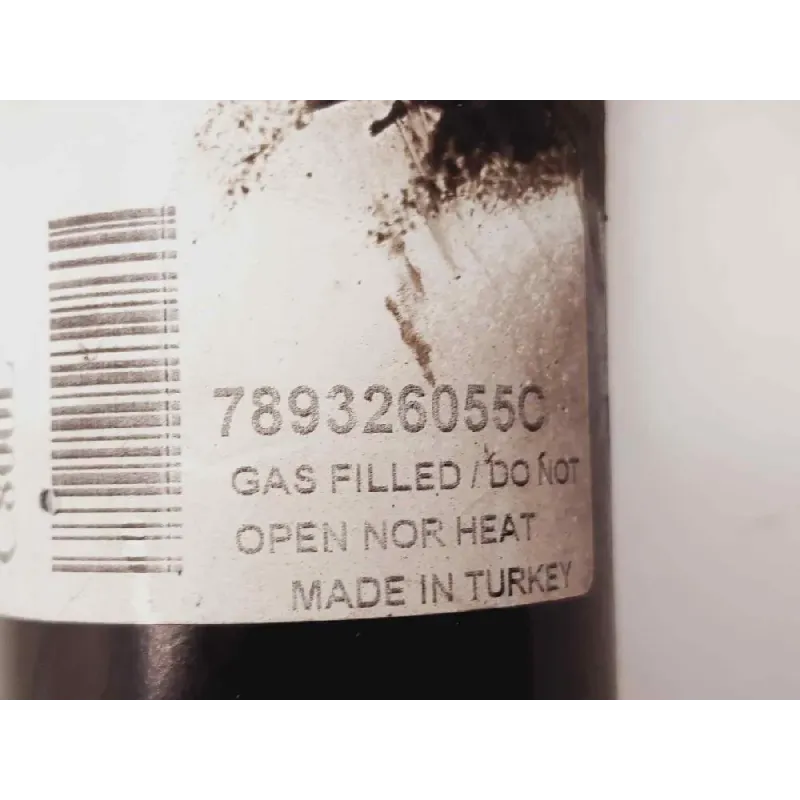 789326055C
GAS FILLED / DO NOT
OPEN NOR HEAT
MADE IN TURKEY